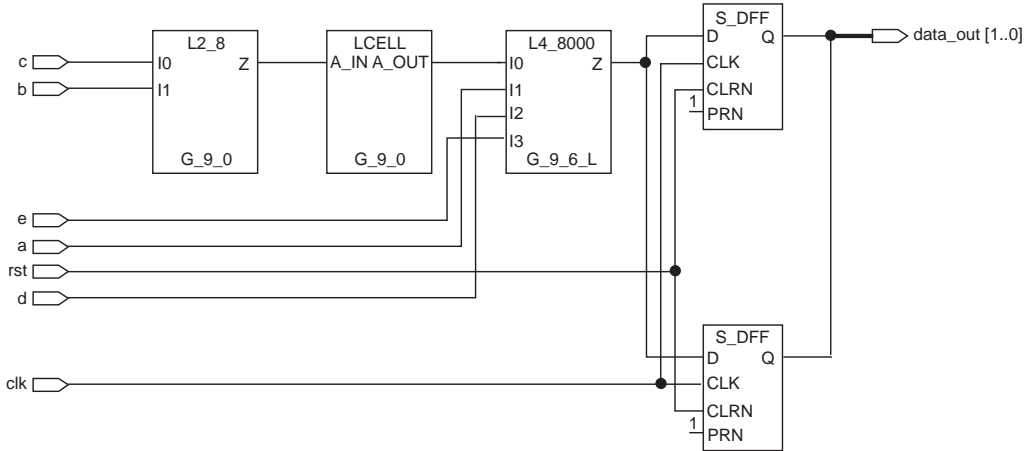 c
b
L2_8
I0 Z
I1
G_9_0
LCELL
A_IN A_OUT
G_9_0
L4_8000
I0 Z
I1
I2
I3
G_9_6_L
S_DFF
D Q
CLK
CLRN
1 PRN
data_out [1..0]
e
a
rst
d
clk
S_DFF
D Q
CLK
CLRN
1 PRN